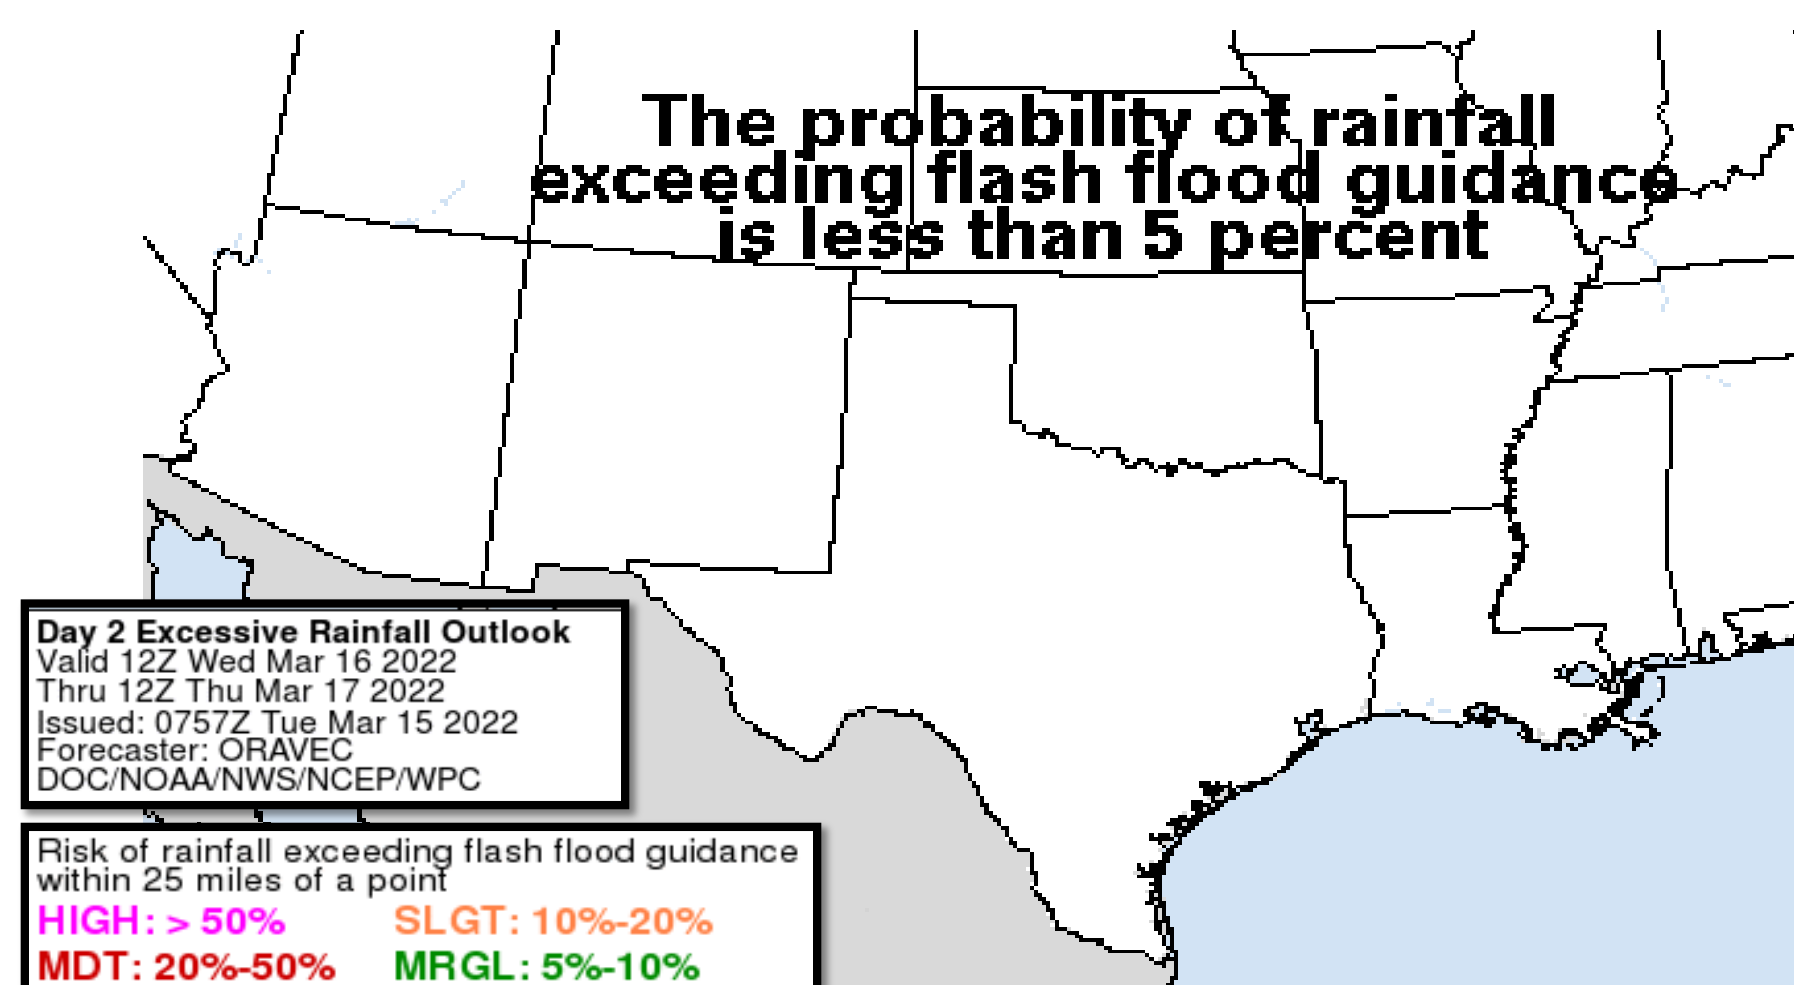 The probability of rainfall
exceeding flash flood guidance
is less than 5 percent
Day 2 Excessive Rainfall Outlook
Valid 12Z Wed Mar 16 2022
Thru 12Z Thu Mar 17 2022
Issued: 0757Z Tue Mar 15 2022
Forecaster: ORAVEC
DOC/NOAA/NWS/NCEP/WPC
Risk of rainfall exceeding flash flood guidance
within 25 miles of a point
HIGH: > 50% SLGT: 10%-20%
MDT: 20%-50% MRGL: 5%-10%